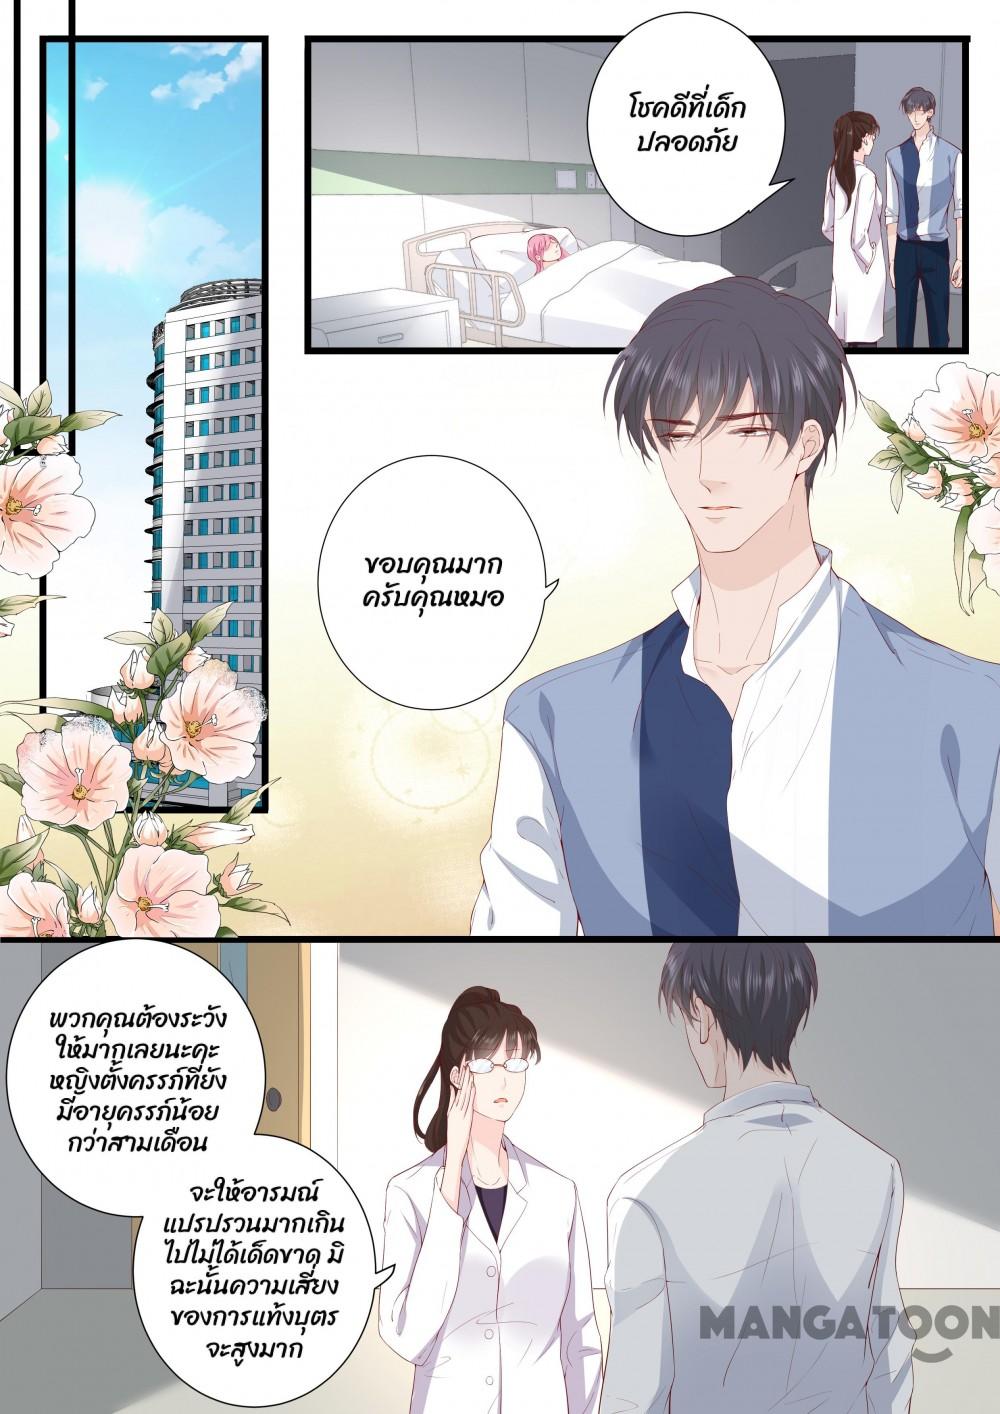 โชคดีที่เด็ก
ปลอดภัย
ขอบคุณมาก
ครับคุณหมอ
พวกคุณต้องระวัง
ให้มากเลยนะคะ
หญิงตั้งครรภ์ที่ยัง
มีอายุครรภ์น้อย
กว่าสามเดือน
จะให้อารมณ์
แปรปรวนมากเกิน
ไปไม่ได้เด็ดขาด มิ
ฉะนั้นความเสี่ยง
ของการแท้งบุตร
จะสูงมาก
MANGATOON